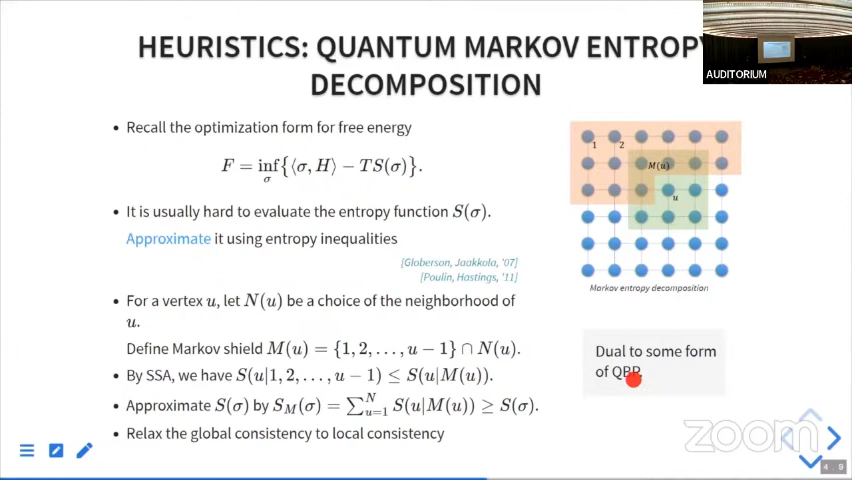 HEURISTICS: QUANTUM MARKOV ENTROPY
DECOMPOSITION
AUDITORIUM
• Recall the optimization form for free energy
F = inf_σ {⟨σ, H⟩ − TS(σ)}.
• It is usually hard to evaluate the entropy function S(σ).
Approximate it using entropy inequalities
[Globerson, Jaakkola, '07]
[Poulin, Hastings, '11]
• For a vertex u, let N(u) be a choice of the neighborhood of
u.
Define Markov shield M(u) = {1, 2, …, u − 1} ∩ N(u).
• By SSA, we have S(u|1, 2, …, u − 1) ≤ S(u|M(u)).
• Approximate S(σ) by S_M(σ) = ∑_{u=1}^{N} S(u|M(u)) ≥ S(σ).
• Relax the global consistency to local consistency
1 2
M(u)
u
Markov entropy decomposition
Dual to some form
of QBP.
zoom
4.9